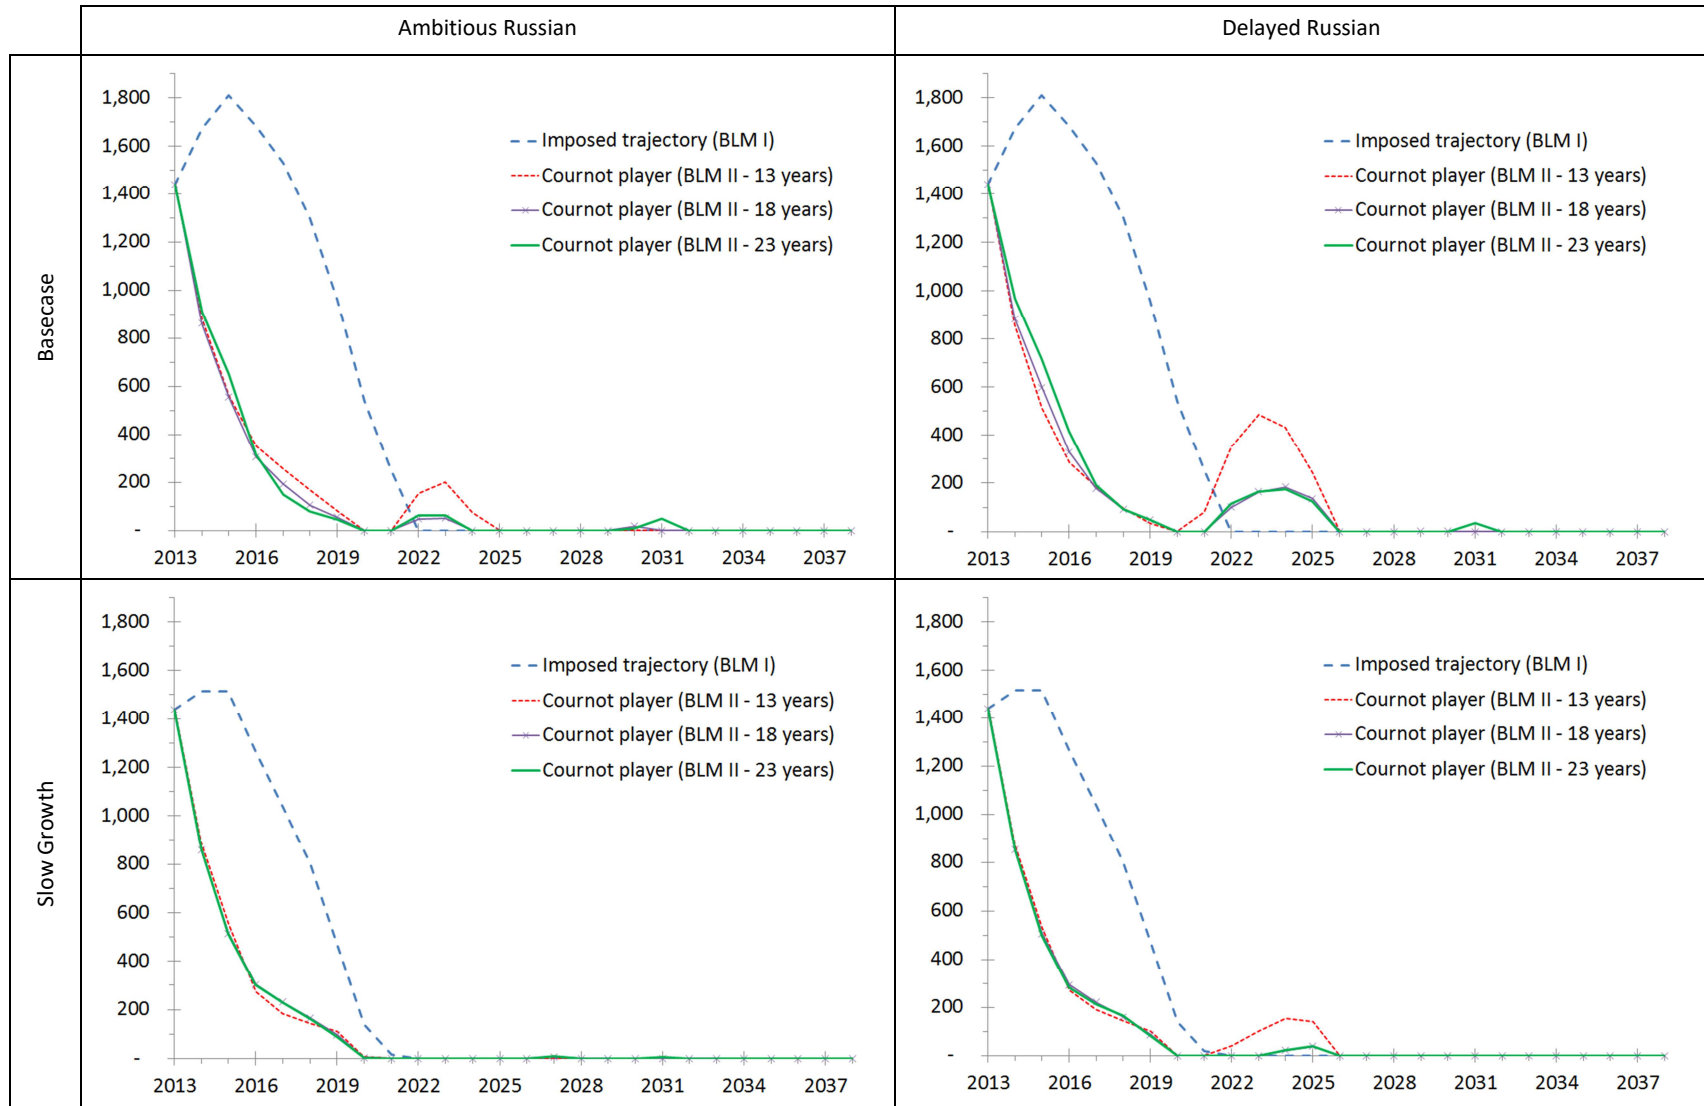 Ambitious Russian
Delayed Russian
Basecase
1,800
1,600
1,400
1,200
1,000
800
600
400
200
-
2013 2016 2019 2022 2025 2028 2031 2034 2037
Imposed trajectory (BLM I)
Cournot player (BLM II - 13 years)
Cournot player (BLM II - 18 years)
Cournot player (BLM II - 23 years)
1,800
1,600
1,400
1,200
1,000
800
600
400
200
-
2013 2016 2019 2022 2025 2028 2031 2034 2037
Imposed trajectory (BLM I)
Cournot player (BLM II - 13 years)
Cournot player (BLM II - 18 years)
Cournot player (BLM II - 23 years)
Slow Growth
1,800
1,600
1,400
1,200
1,000
800
600
400
200
-
2013 2016 2019 2022 2025 2028 2031 2034 2037
Imposed trajectory (BLM I)
Cournot player (BLM II - 13 years)
Cournot player (BLM II - 18 years)
Cournot player (BLM II - 23 years)
1,800
1,600
1,400
1,200
1,000
800
600
400
200
-
2013 2016 2019 2022 2025 2028 2031 2034 2037
Imposed trajectory (BLM I)
Cournot player (BLM II - 13 years)
Cournot player (BLM II - 18 years)
Cournot player (BLM II - 23 years)